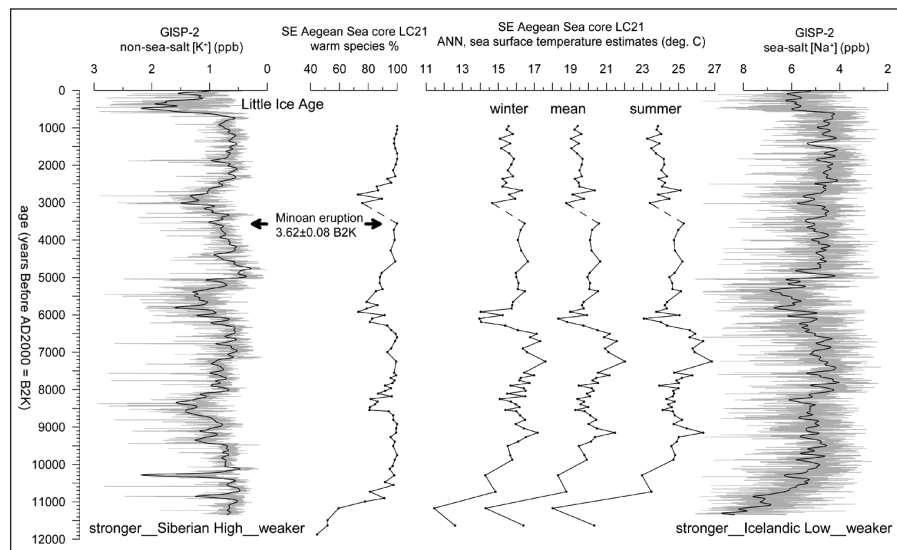 GISP-2
non-sea-salt [K⁺] (ppb)
SE Aegean Sea core LC21
warm species %
SE Aegean Sea core LC21
ANN, sea surface temperature estimates (deg. C)
GISP-2
sea-salt [Na⁺] (ppb)
3 2 1 0 40 60 80 100 11 13 15 17 19 21 23 25 27 8 6 4 2
0
Little Ice Age
winter mean summer
1000
2000
3000
Minoan eruption
3.62±0.08 B2K
4000
5000
6000
7000
8000
9000
10000
11000
12000
age (years Before AD2000 = B2K)
stronger__Siberian High__weaker
stronger__Icelandic Low__weaker